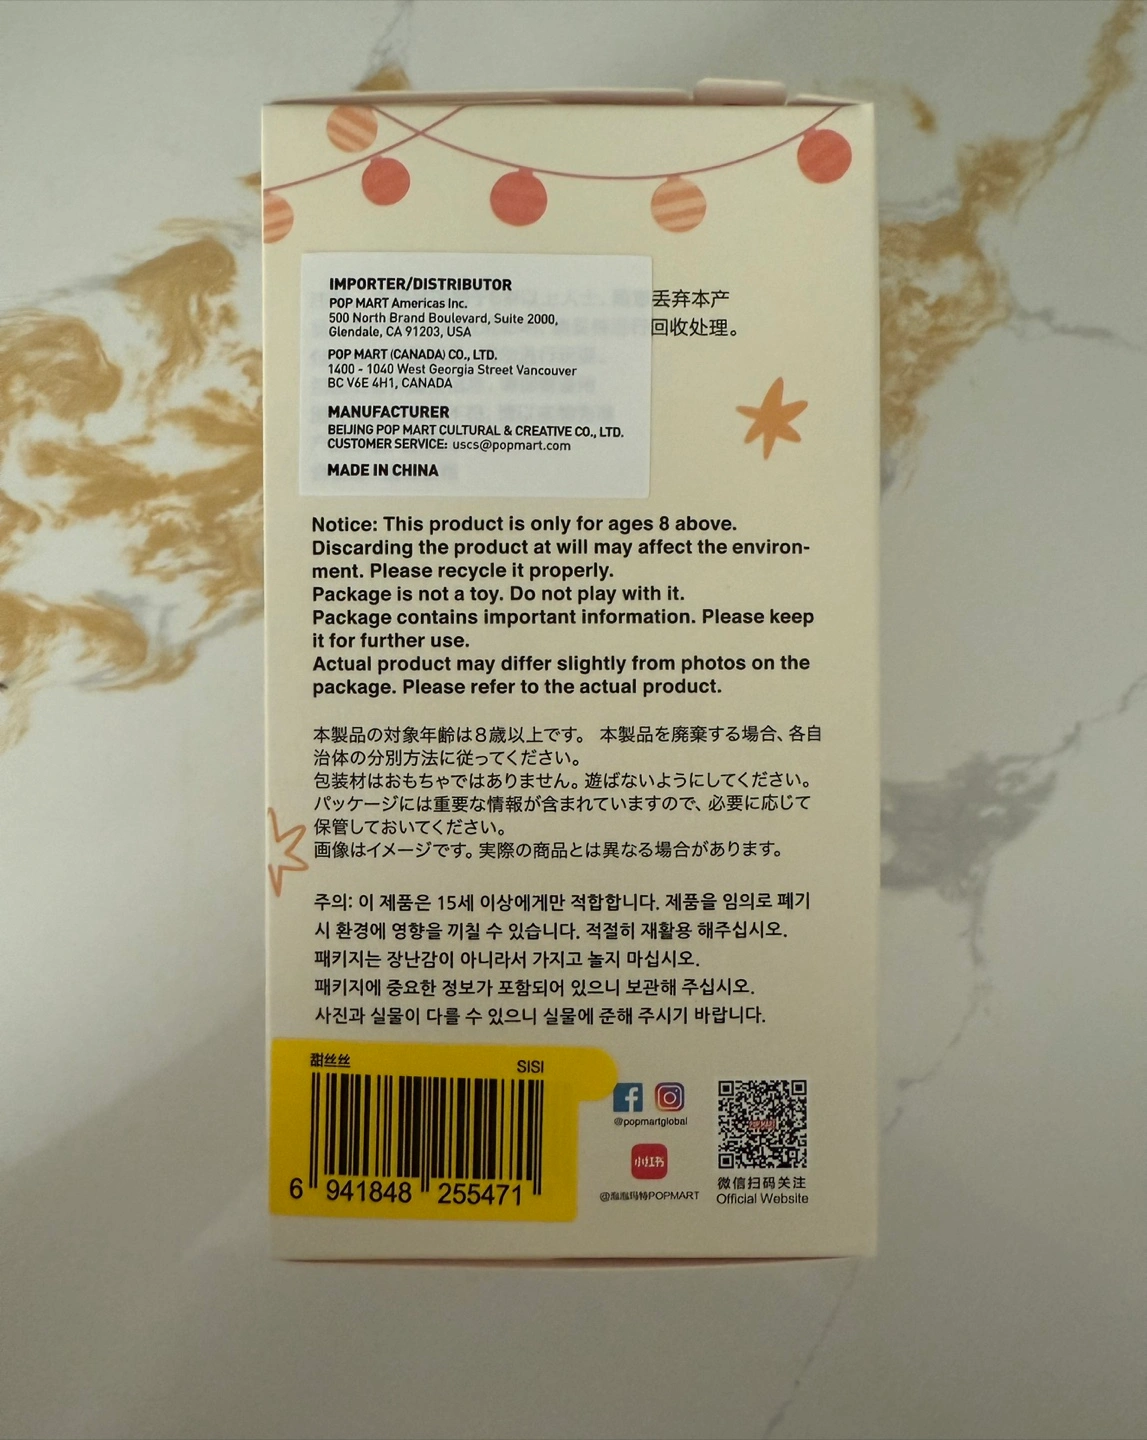 IMPORTER/DISTRIBUTOR
POP MART Americas Inc.
500 North Brand Boulevard, Suite 2000,
Glendale, CA 91203, USA
POP MART (CANADA) CO., LTD.
1400 - 1040 West Georgia Street Vancouver
BC V6E 4H1, CANADA
MANUFACTURER
BEIJING POP MART CULTURAL & CREATIVE CO., LTD.
CUSTOMER SERVICE: uscs@popmart.com
MADE IN CHINA
丢弃本产
回收处理。
Notice: This product is only for ages 8 above.
Discarding the product at will may affect the environ-
ment. Please recycle it properly.
Package is not a toy. Do not play with it.
Package contains important information. Please keep
it for further use.
Actual product may differ slightly from photos on the
package. Please refer to the actual product.
本製品の対象年齢は8歳以上です。 本製品を廃棄する場合、各自
治体の分別方法に従ってください。
包装材はおもちゃではありません。遊ばないようにしてください。
パッケージには重要な情報が含まれていますので、必要に応じて
保管しておいてください。
画像はイメージです。実際の商品とは異なる場合があります。
주의: 이 제품은 15세 이상에게만 적합합니다. 제품을 임의로 폐기
시 환경에 영향을 끼칠 수 있습니다. 적절히 재활용 해주십시오.
패키지는 장난감이 아니라서 가지고 놀지 마십시오.
패키지에 중요한 정보가 포함되어 있으니 보관해 주십시오.
사진과 실물이 다를 수 있으니 실물에 준해 주시기 바랍니다.
甜丝丝 SISI
6 941848 255471
@popmartglobal
小红书
@泡泡玛特POPMART
微信扫码关注
Official Website